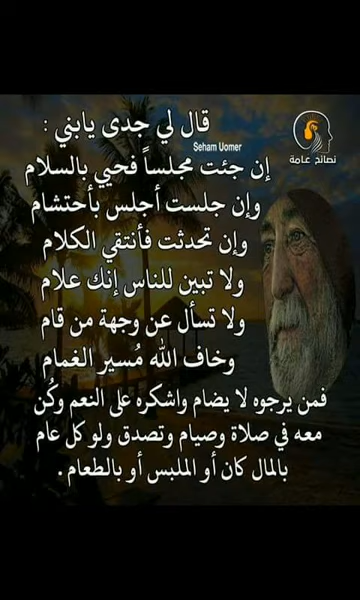 قال لي جدى يابني :
Seham Uomer
نصائح عامة
إن جئت مجلساً فحيي بالسلام
وإن جلست أجلس بأحتشام
وإن تحدثت فأنتقي الكلام
ولا تبين للناس إنك علام
ولا تسأل عن وجهة من قام
وخاف الله مُسير الغمام
فمن يرجوه لا يضام واشكره على النعم وكُن
معه في صلاة وصيام وتصدق ولو كل عام
بالمال كان أو الملبس أو بالطعام .